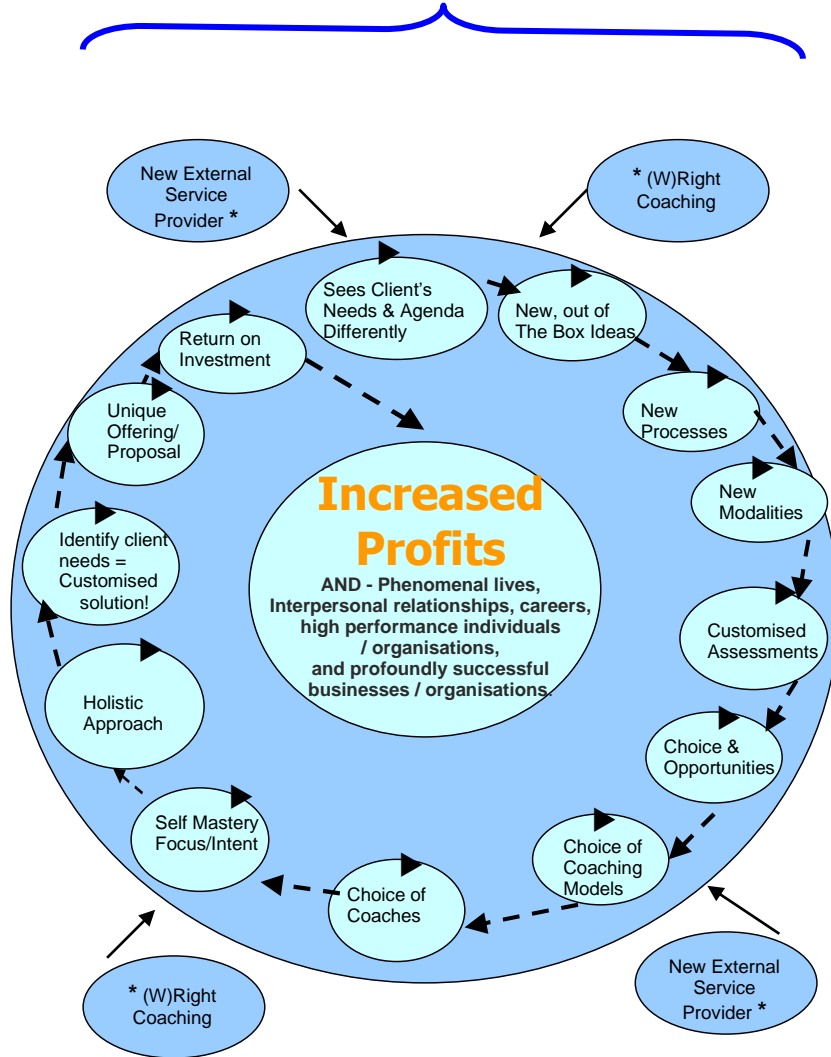 New External
Service
Provider *
* (W)Right
Coaching
Sees Client's
Needs & Agenda
Differently
New, out of
The Box Ideas
New
Processes
New
Modalities
Customised
Assessments
Choice &
Opportunities
Choice of
Coaching
Models
Choice of
Coaches
Self Mastery
Focus/Intent
Holistic
Approach
Identify client
needs =
Customised
solution!
Unique
Offering/
Proposal
Return on
Investment
Increased
Profits
AND - Phenomenal lives,
Interpersonal relationships, careers,
high performance individuals
/ organisations,
and profoundly successful
businesses / organisations.
* (W)Right
Coaching
New External
Service
Provider *